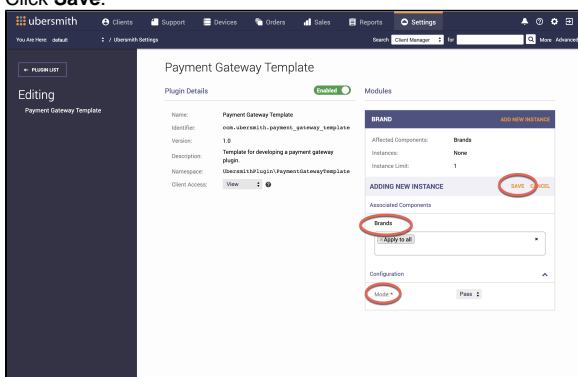 Click Save.
ubersmith Clients Support Devices Orders Sales Reports Settings
You Are Here: default / Ubersmith Settings Search Client Manager for More Advanced
← PLUGIN LIST
Editing
Payment Gateway Template
Payment Gateway Template
Plugin Details Enabled
Name: Payment Gateway Template
Identifier: com.ubersmith.payment_gateway_template
Version: 1.0
Description: Template for developing a payment gateway
plugin.
Namespace: UbersmithPlugin\PaymentGatewayTemplate
Client Access: View
Modules
BRAND ADD NEW INSTANCE
Affected Components: Brands
Instances: None
Instance Limit: 1
ADDING NEW INSTANCE SAVE CANCEL
Associated Components
Brands
×Apply to all ×
Configuration
Mode:* Pass